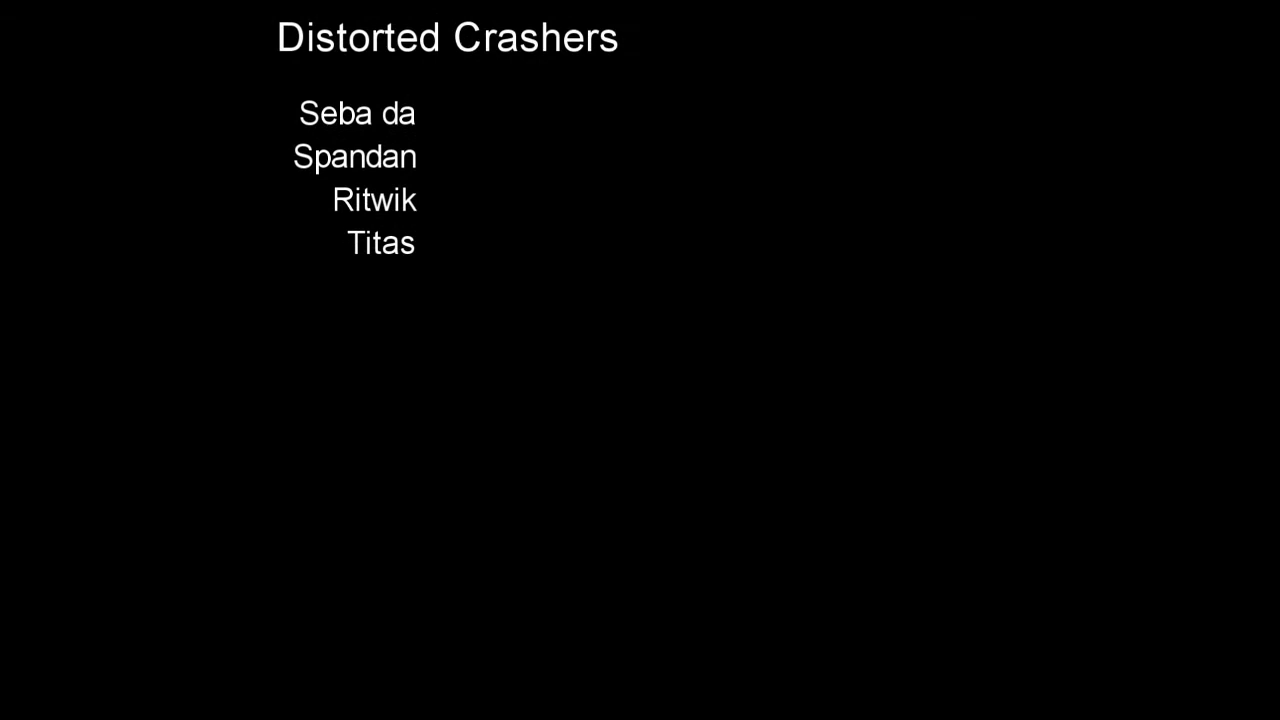 Distorted Crashers
Seba da
Spandan
Ritwik
Titas